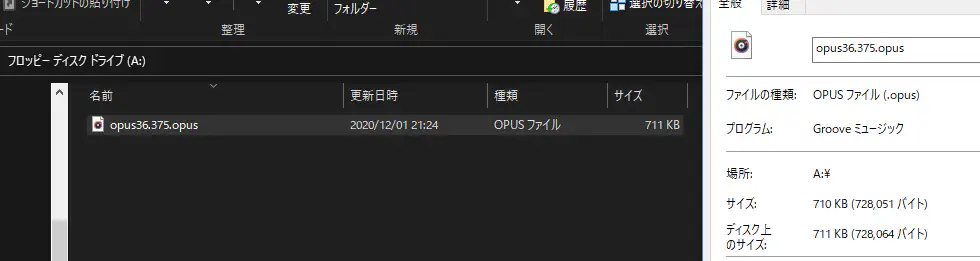 ショートカットの貼り付け
変更
フォルダー
履歴
選択の切り替え
ード
整理
新規
開く
選択
フロッピー ディスク ドライブ (A:)
名前
更新日時
種類
サイズ
opus36.375.opus
2020/12/01 21:24
OPUS ファイル
711 KB
全般
詳細
opus36.375.opus
ファイルの種類:
OPUS ファイル (.opus)
プログラム:
Groove ミュージック
場所:
A:¥
サイズ:
710 KB (728,051 バイト)
ディスク上
のサイズ:
711 KB (728,064 バイト)